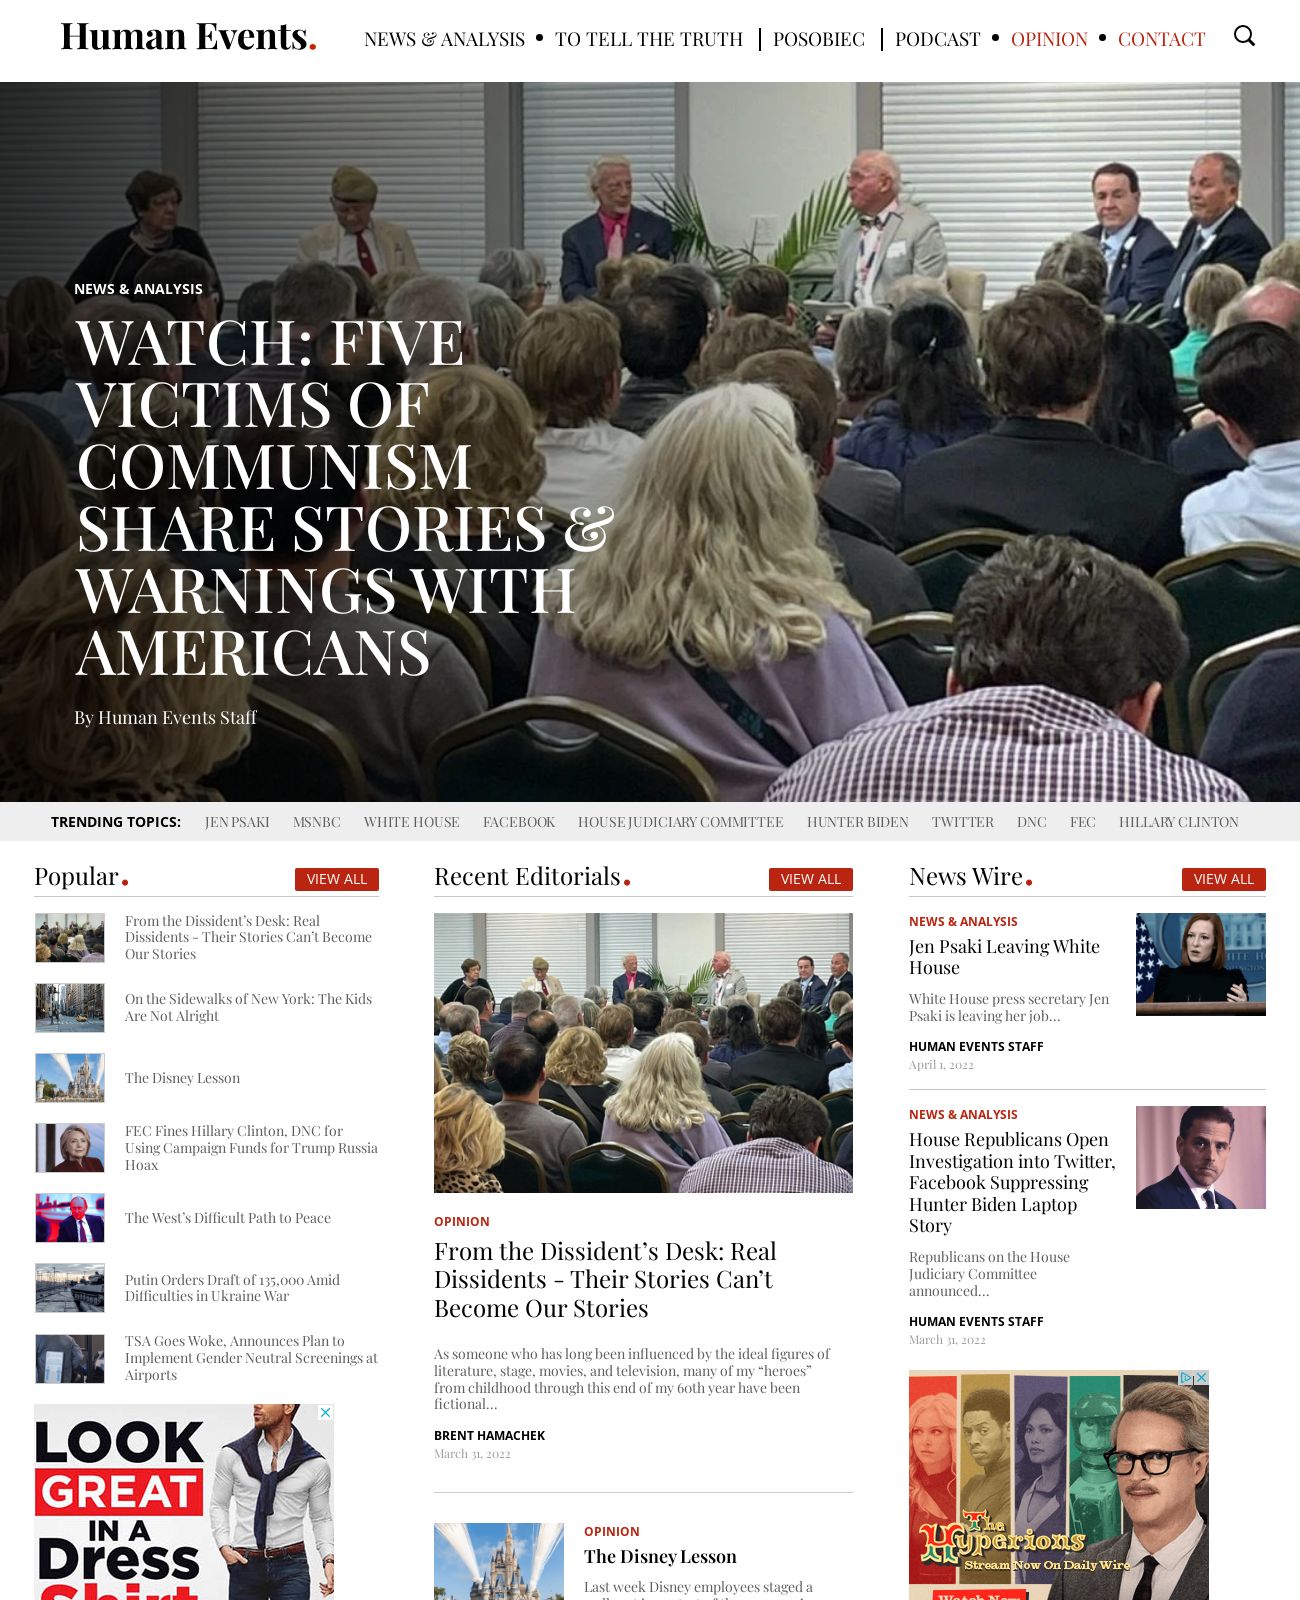 Human Events.
NEWS & ANALYSIS • TO TELL THE TRUTH | POSOBIEC | PODCAST • OPINION • CONTACT
NEWS & ANALYSIS
WATCH: FIVE
VICTIMS OF
COMMUNISM
SHARE STORIES &
WARNINGS WITH
AMERICANS
By Human Events Staff
TRENDING TOPICS: JEN PSAKI MSNBC WHITE HOUSE FACEBOOK HOUSE JUDICIARY COMMITTEE HUNTER BIDEN TWITTER DNC FEC HILLARY CLINTON
Popular.
VIEW ALL
From the Dissident’s Desk: Real
Dissidents - Their Stories Can’t Become
Our Stories
On the Sidewalks of New York: The Kids
Are Not Alright
The Disney Lesson
FEC Fines Hillary Clinton, DNC for
Using Campaign Funds for Trump Russia
Hoax
The West’s Difficult Path to Peace
Putin Orders Draft of 135,000 Amid
Difficulties in Ukraine War
TSA Goes Woke, Announces Plan to
Implement Gender Neutral Screenings at
Airports
LOOK
GREAT
IN A
Dress
Shirt
Recent Editorials.
VIEW ALL
OPINION
From the Dissident’s Desk: Real
Dissidents - Their Stories Can’t
Become Our Stories
As someone who has long been influenced by the ideal figures of
literature, stage, movies, and television, many of my “heroes”
from childhood through this end of my 60th year have been
fictional...
BRENT HAMACHEK
March 31, 2022
OPINION
The Disney Lesson
Last week Disney employees staged a
News Wire.
VIEW ALL
NEWS & ANALYSIS
Jen Psaki Leaving White
House
White House press secretary Jen
Psaki is leaving her job...
HUMAN EVENTS STAFF
April 1, 2022
NEWS & ANALYSIS
House Republicans Open
Investigation into Twitter,
Facebook Suppressing
Hunter Biden Laptop
Story
Republicans on the House
Judiciary Committee
announced...
HUMAN EVENTS STAFF
March 31, 2022
The
Hyperions
Stream Now On Daily Wire
Watch Now